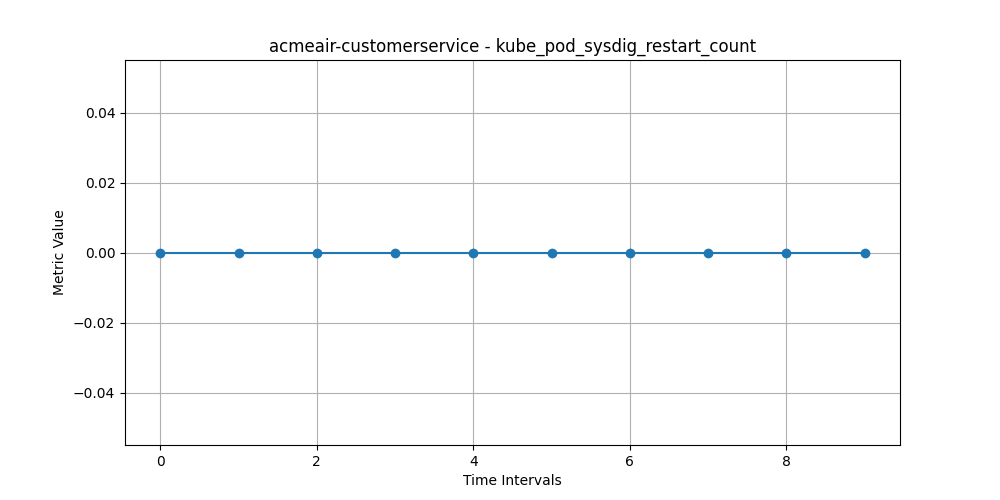 acmeair-customerservice - kube_pod_sysdig_restart_count
Metric Value
0.04
0.02
0.00
−0.02
−0.04
0 2 4 6 8
Time Intervals